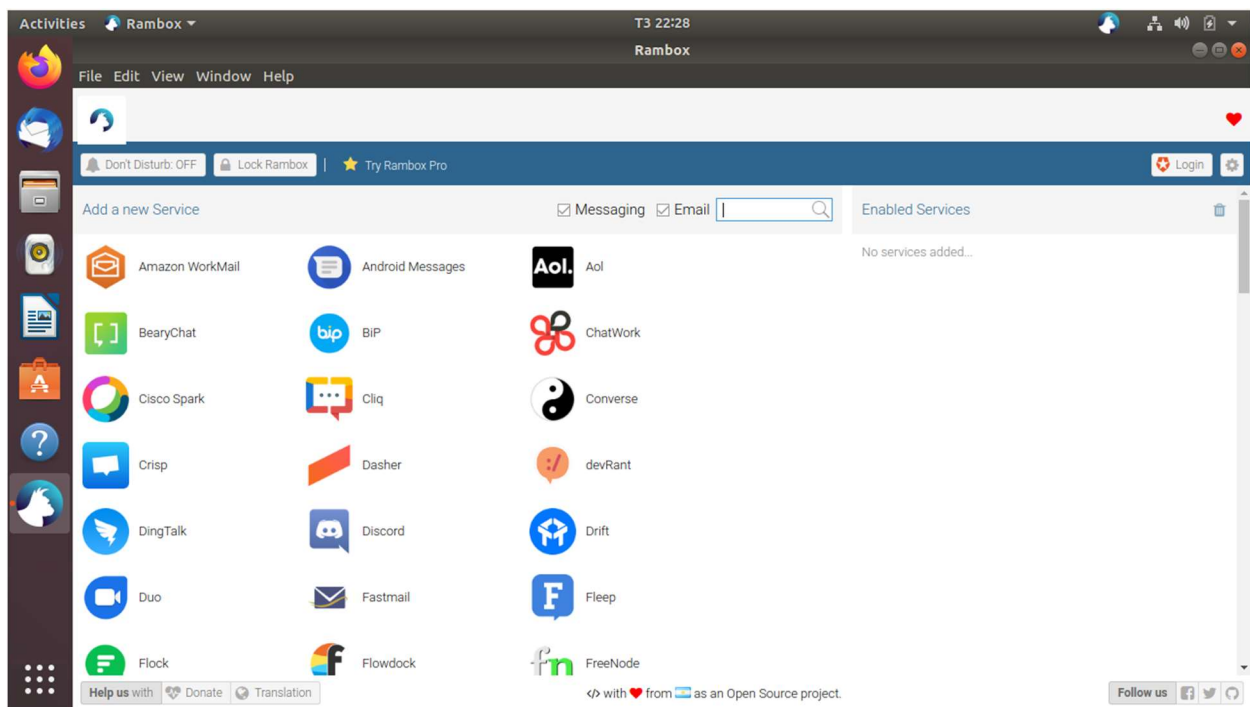 Activities Rambox T3 22:28
Rambox
File Edit View Window Help
Don't Disturb: OFF Lock Rambox | Try Rambox Pro Login
Add a new Service Messaging Email Enabled Services
Amazon WorkMail Android Messages Aol. Aol No services added...
BearyChat bip BiP ChatWork
Cisco Spark Cliq Converse
Crisp Dasher :/ devRant
DingTalk Discord Drift
Duo Fastmail F Fleep
Flock Flowdock fn FreeNode
Help us with Donate Translation </> with ❤ from 🇦🇷 as an Open Source project. Follow us